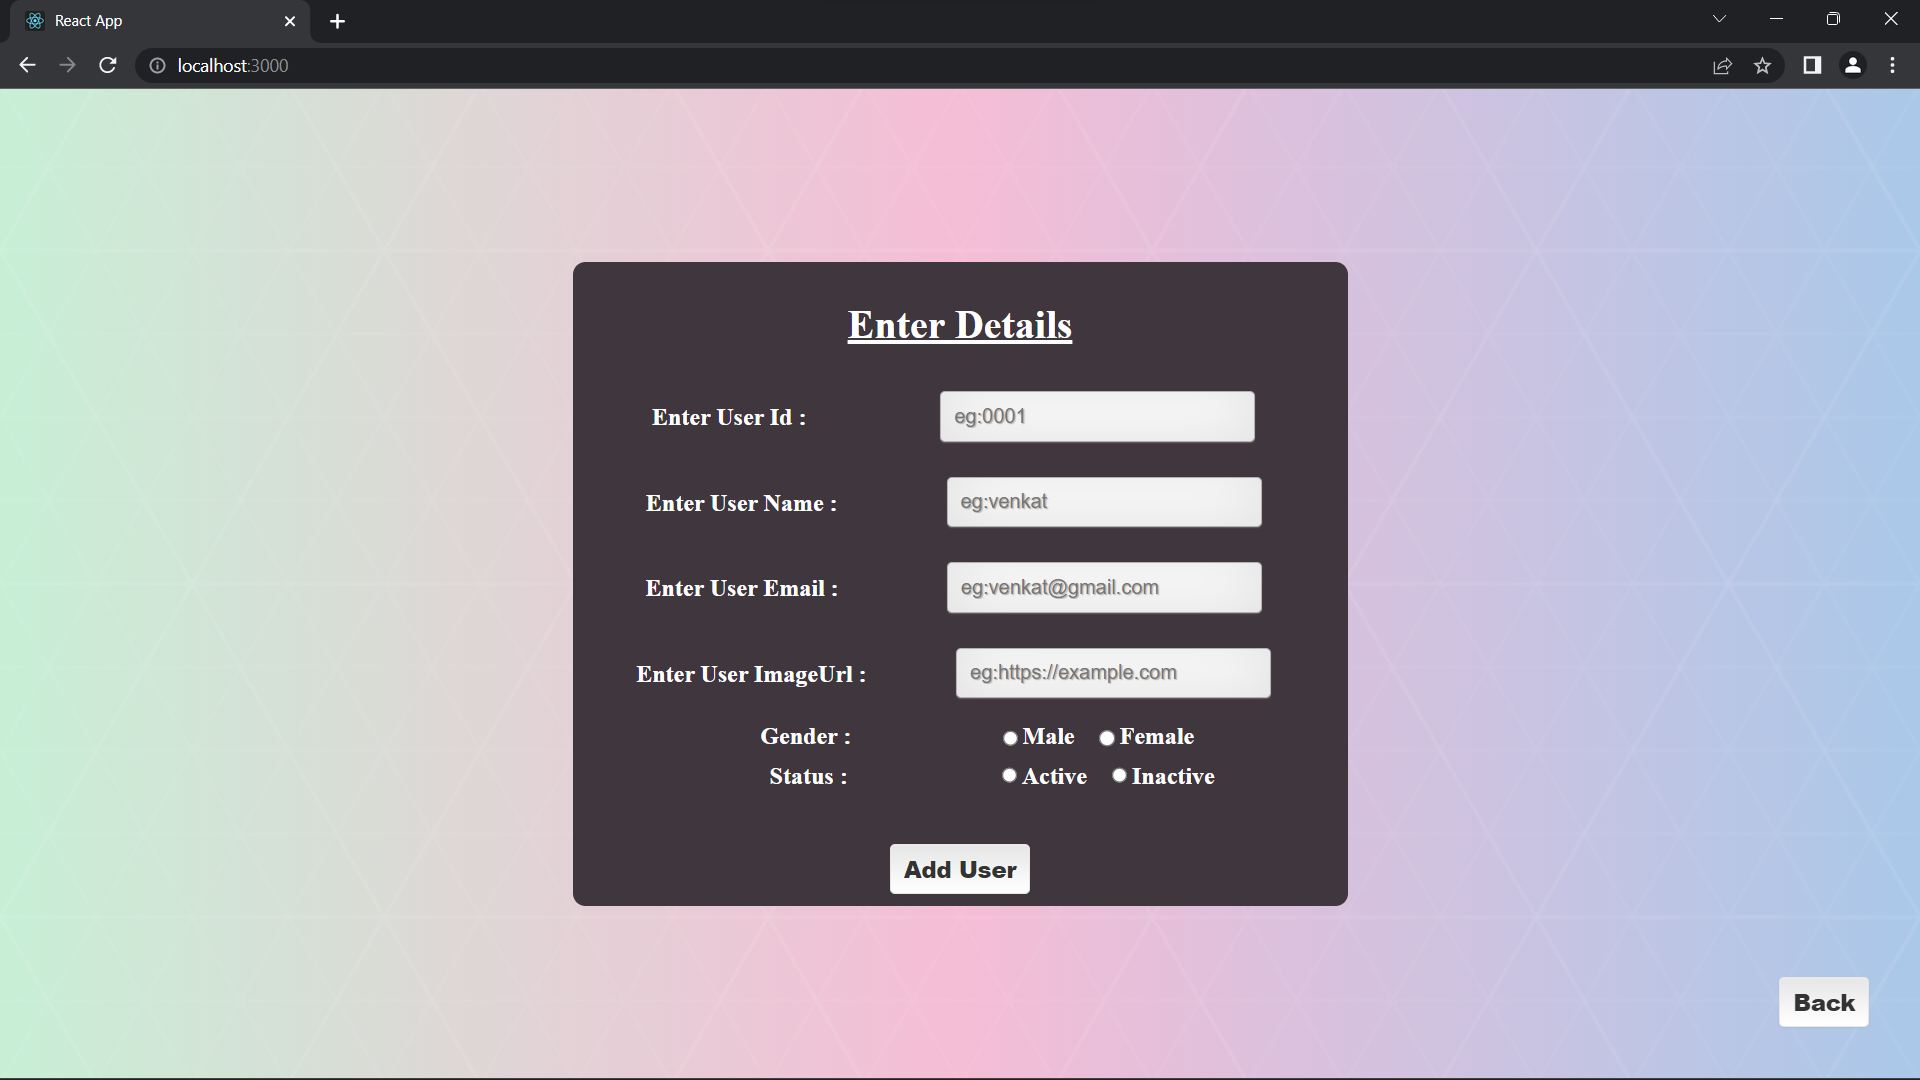 React App
localhost:3000
Enter Details
Enter User Id : eg:0001
Enter User Name : eg:venkat
Enter User Email : eg:venkat@gmail.com
Enter User ImageUrl : eg:https://example.com
Gender : Male Female
Status : Active Inactive
Add User
Back